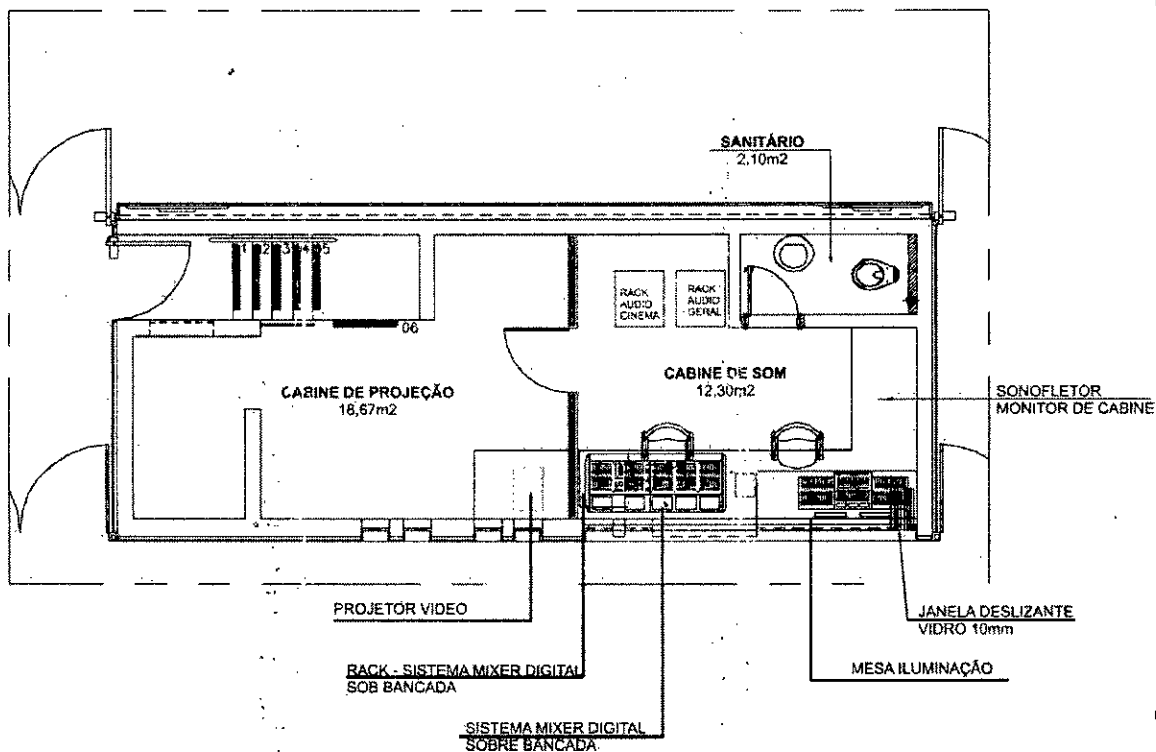 SANITÁRIO
2,10m2
1 2 3 4 5
RACK
AUDIO
CINEMA
RACK
AUDIO
GERAL
06
CABINE DE PROJEÇÃO
18,67m2
CABINE DE SOM
12,30m2
SONOFLETOR
MONITOR DE CABINE
PROJETOR VIDEO
JANELA DESLIZANTE
VIDRO 10mm
RACK - SISTEMA MIXER DIGITAL
SOB BANCADA
MESA ILUMINAÇÃO
SISTEMA MIXER DIGITAL
SOBRE BANCADA